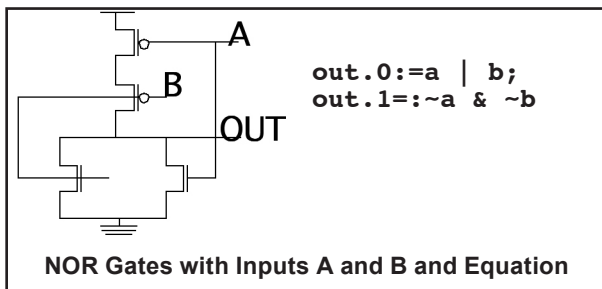 A
B
OUT
out.0:=a | b;
out.1=:~a & ~b
NOR Gates with Inputs A and B and Equation